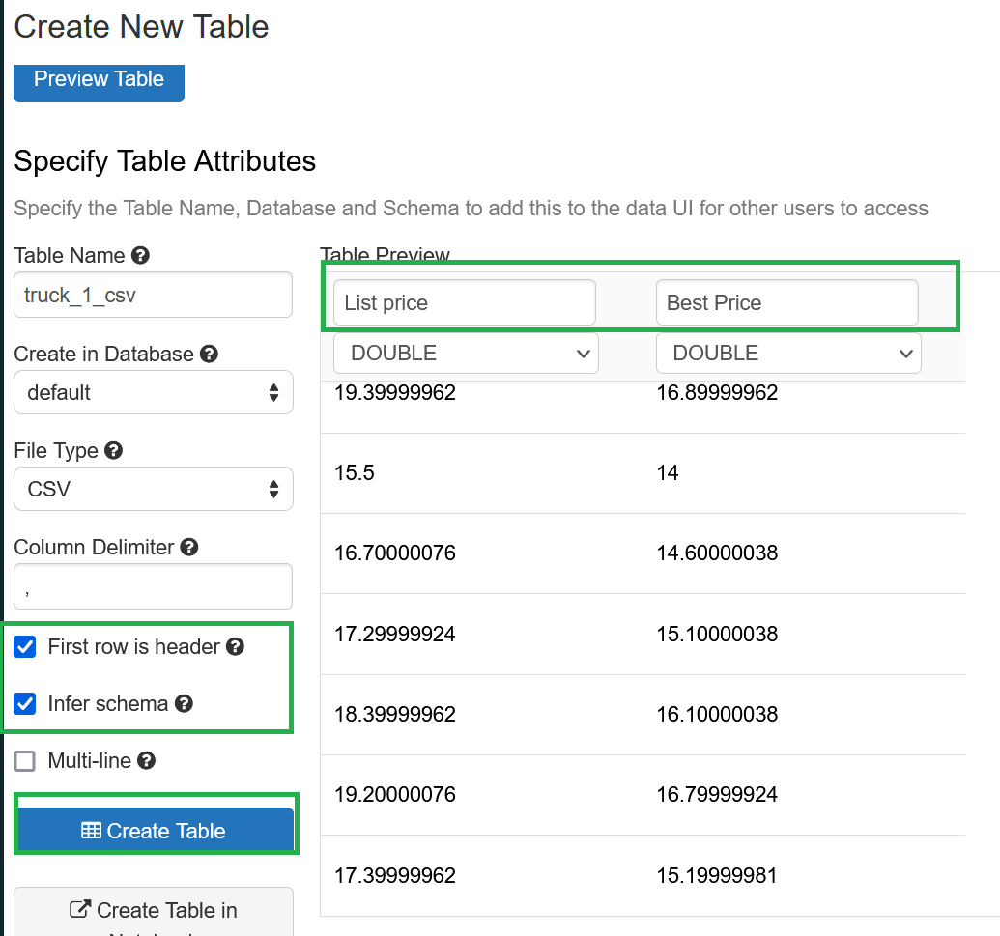 Create New Table
Preview Table
Specify Table Attributes
Specify the Table Name, Database and Schema to add this to the data UI for other users to access
Table Name ?
truck_1_csv
Create in Database ?
default
File Type ?
CSV
Column Delimiter ?
,
First row is header ?
Infer schema ?
Multi-line ?
Create Table
Create Table in
Table Preview
List price Best Price
DOUBLE DOUBLE
19.39999962 16.89999962
15.5 14
16.70000076 14.60000038
17.29999924 15.10000038
18.39999962 16.10000038
19.20000076 16.79999924
17.39999962 15.19999981